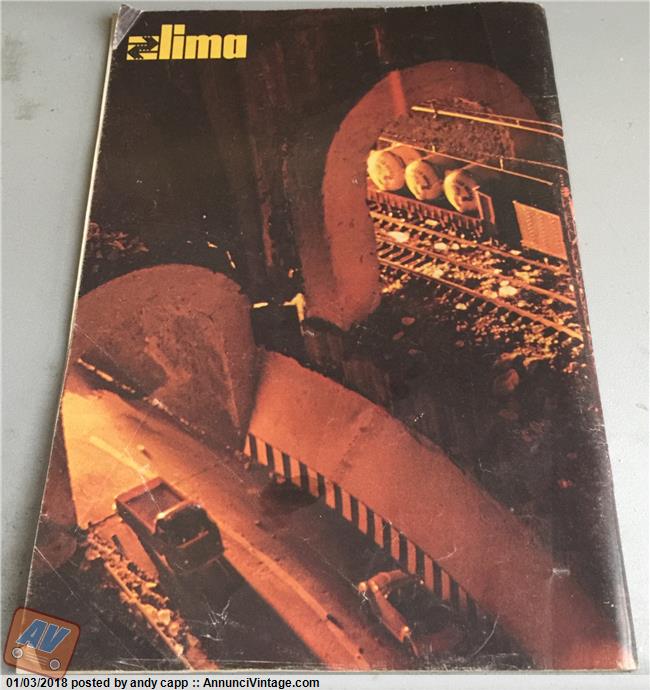 lima
AV
01/03/2018 posted by andy capp :: AnnunciVintage.com